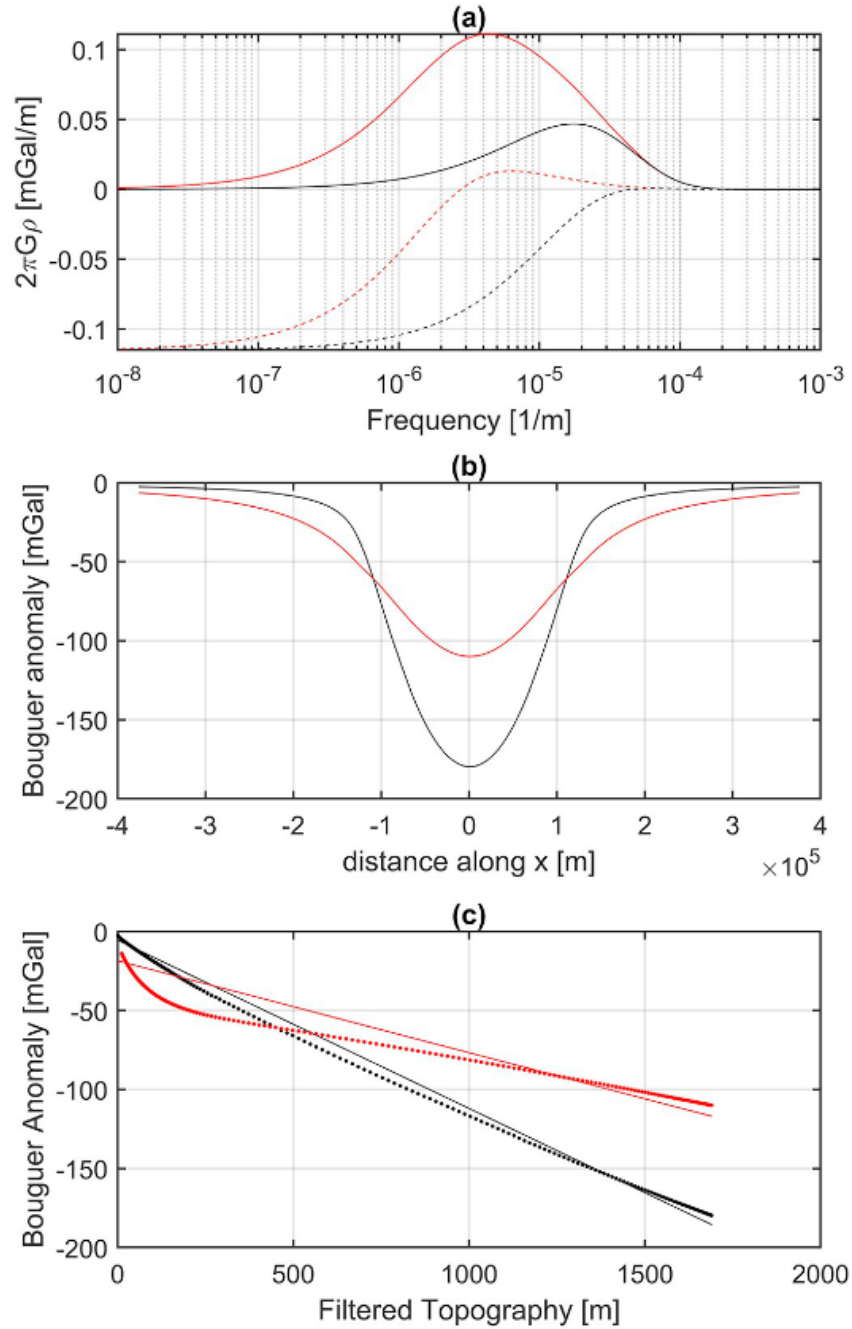 (a)
2πGρ [mGal/m]
0.1
0.05
0
-0.05
-0.1
10⁻⁸ 10⁻⁷ 10⁻⁶ 10⁻⁵ 10⁻⁴ 10⁻³
Frequency [1/m]
(b)
Bouguer anomaly [mGal]
0
-50
-100
-150
-200
-4 -3 -2 -1 0 1 2 3 4
distance along x [m]
×10⁵
(c)
Bouguer Anomaly [mGal]
0
-50
-100
-150
-200
0 500 1000 1500 2000
Filtered Topography [m]